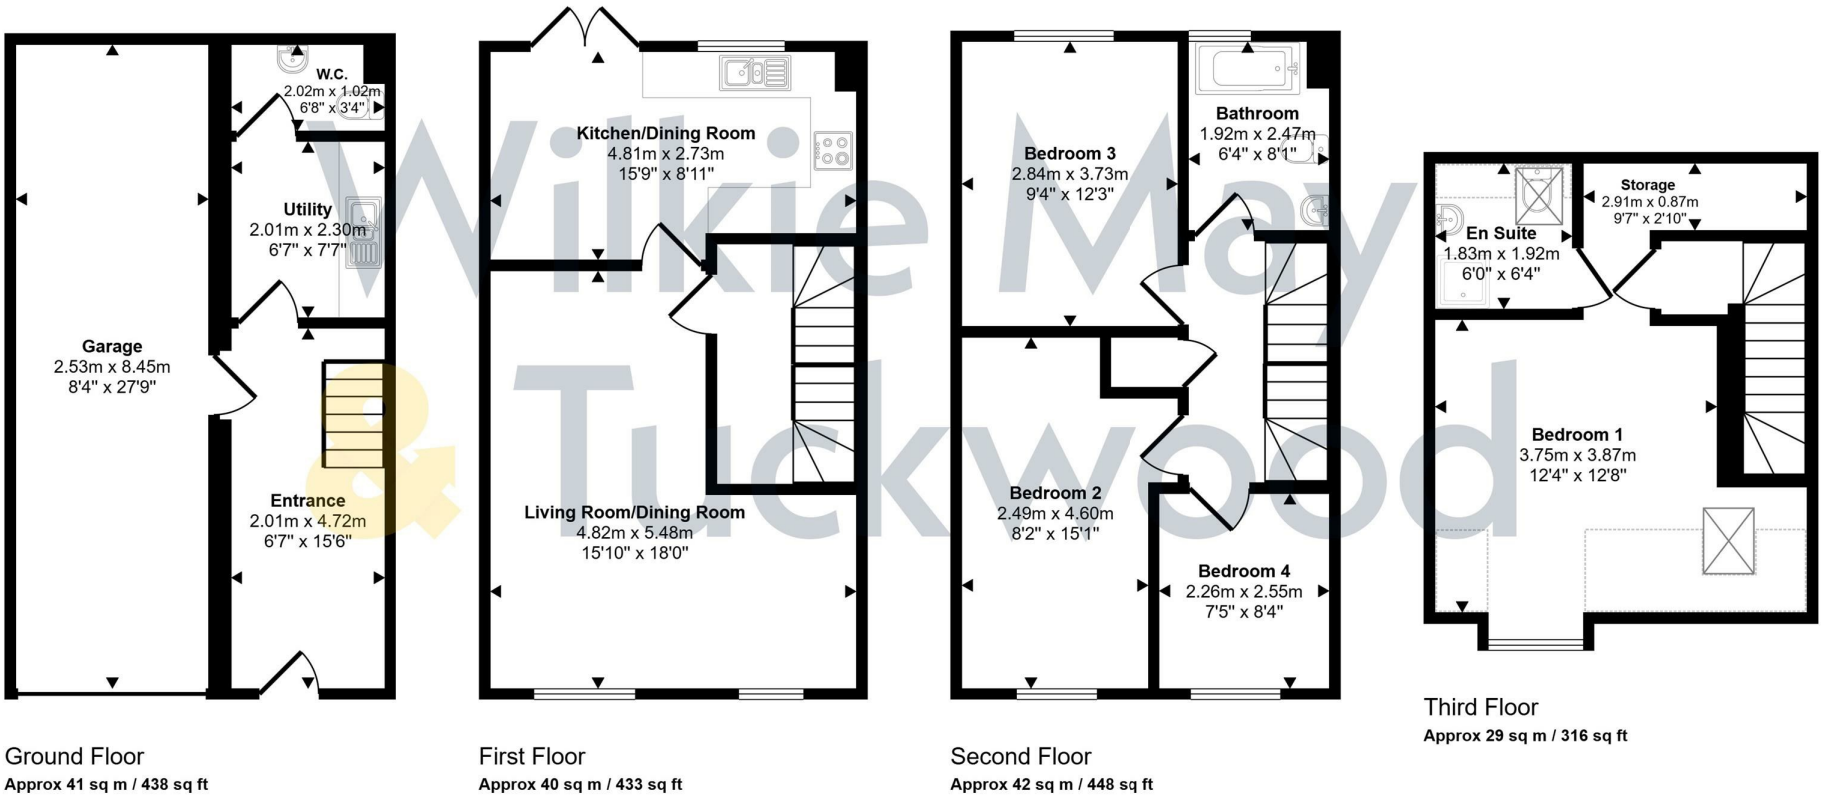 W.C.
2.02m x 1.02m
6'8" x 3'4"
Utility
2.01m x 2.30m
6'7" x 7'7"
Garage
2.53m x 8.45m
8'4" x 27'9"
Entrance
2.01m x 4.72m
6'7" x 15'6"
Ground Floor
Approx 41 sq m / 438 sq ft
Kitchen/Dining Room
4.81m x 2.73m
15'9" x 8'11"
Living Room/Dining Room
4.82m x 5.48m
15'10" x 18'0"
First Floor
Approx 40 sq m / 433 sq ft
Bedroom 3
2.84m x 3.73m
9'4" x 12'3"
Bathroom
1.92m x 2.47m
6'4" x 8'1"
Bedroom 2
2.49m x 4.60m
8'2" x 15'1"
Bedroom 4
2.26m x 2.55m
7'5" x 8'4"
Second Floor
Approx 42 sq m / 448 sq ft
Storage
2.91m x 0.87m
9'7" x 2'10"
En Suite
1.83m x 1.92m
6'0" x 6'4"
Bedroom 1
3.75m x 3.87m
12'4" x 12'8"
Third Floor
Approx 29 sq m / 316 sq ft
Wilkie May
& Tuckwood